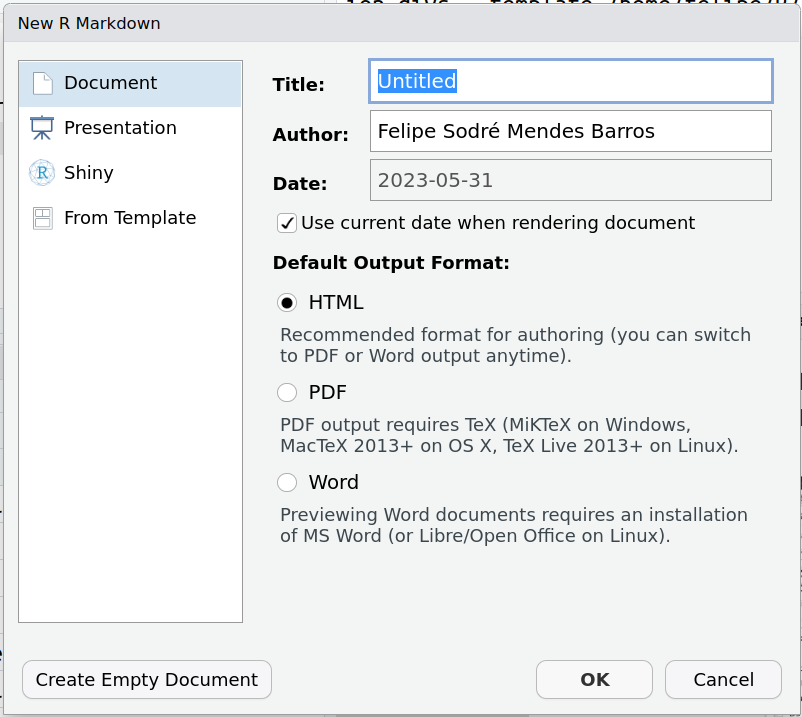 New R Markdown
Document
Presentation
Shiny
From Template
Title: Untitled
Author: Felipe Sodré Mendes Barros
Date: 2023-05-31
Use current date when rendering document
Default Output Format:
HTML
Recommended format for authoring (you can switch
to PDF or Word output anytime).
PDF
PDF output requires TeX (MiKTeX on Windows,
MacTeX 2013+ on OS X, TeX Live 2013+ on Linux).
Word
Previewing Word documents requires an installation
of MS Word (or Libre/Open Office on Linux).
Create Empty Document
OK
Cancel